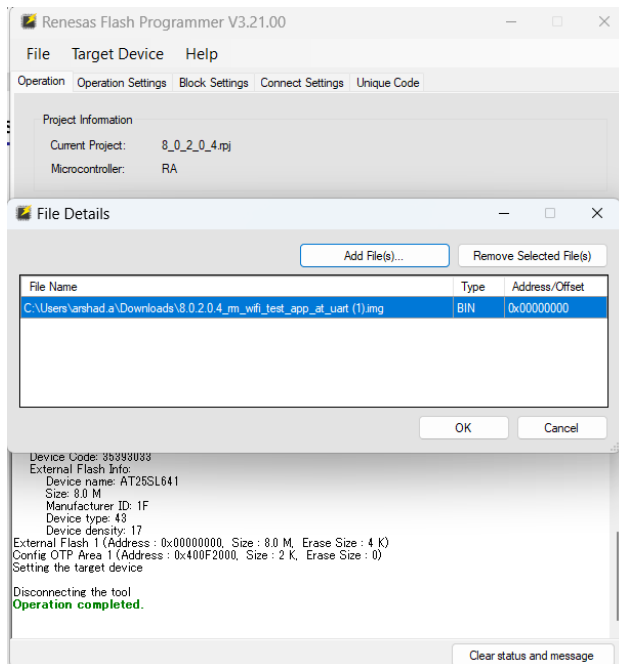 Renesas Flash Programmer V3.21.00
File Target Device Help
Operation Operation Settings Block Settings Connect Settings Unique Code
Project Information
Current Project: 8_0_2_0_4.rpj
Microcontroller: RA
File Details
Add File(s)... Remove Selected File(s)
File Name Type Address/Offset
C:\Users\arshad.a\Downloads\8.0.2.0.4_rm_wifi_test_app_at_uart (1).img BIN 0x00000000
OK Cancel
Device Code: 35393033
External Flash Info:
Device name: AT25SL641
Size: 8.0 M
Manufacturer ID: 1F
Device type: 43
Device density: 17
External Flash 1 (Address : 0x00000000, Size : 8.0 M, Erase Size : 4 K)
Config OTP Area 1 (Address : 0x400F2000, Size : 2 K, Erase Size : 0)
Setting the target device
Disconnecting the tool
Operation completed.
Clear status and message